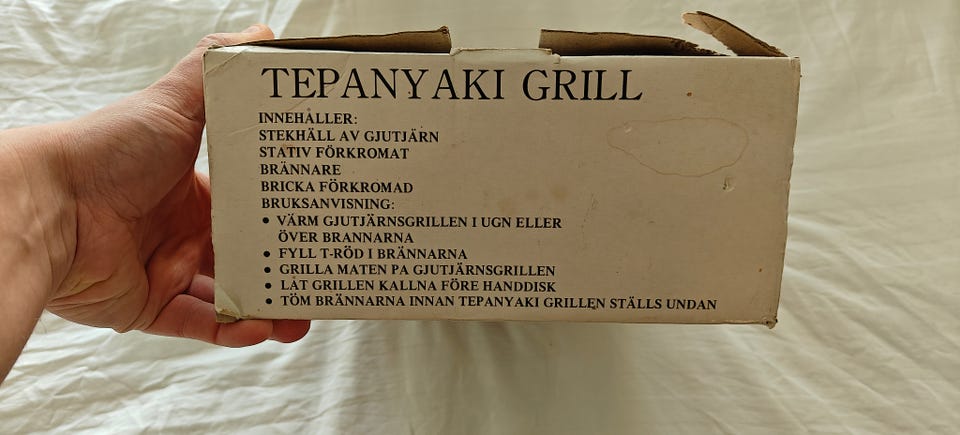 TEPANYAKI GRILL
INNEHÅLLER:
STEKHÄLL AV GJUTJÄRN
STATIV FÖRKROMAT
BRÄNNARE
BRICKA FÖRKROMAD
BRUKSANVISNING:
• VÄRM GJUTJÄRNSGRILLEN I UGN ELLER
ÖVER BRANNARNA
• FYLL T-RÖD I BRÄNNARNA
• GRILLA MATEN PA GJUTJÄRNSGRILLEN
• LÅT GRILLEN KALLNA FÖRE HANDDISK
• TÖM BRÄNNARNA INNAN TEPANYAKI GRILLEN STÄLLS UNDAN